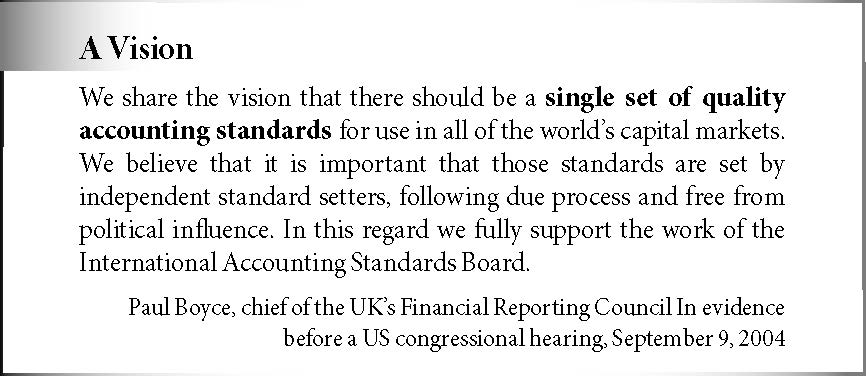 A Vision
We share the vision that there should be a single set of quality
accounting standards for use in all of the world's capital markets.
We believe that it is important that those standards are set by
independent standard setters, following due process and free from
political influence. In this regard we fully support the work of the
International Accounting Standards Board.
Paul Boyce, chief of the UK's Financial Reporting Council In evidence
before a US congressional hearing, September 9, 2004